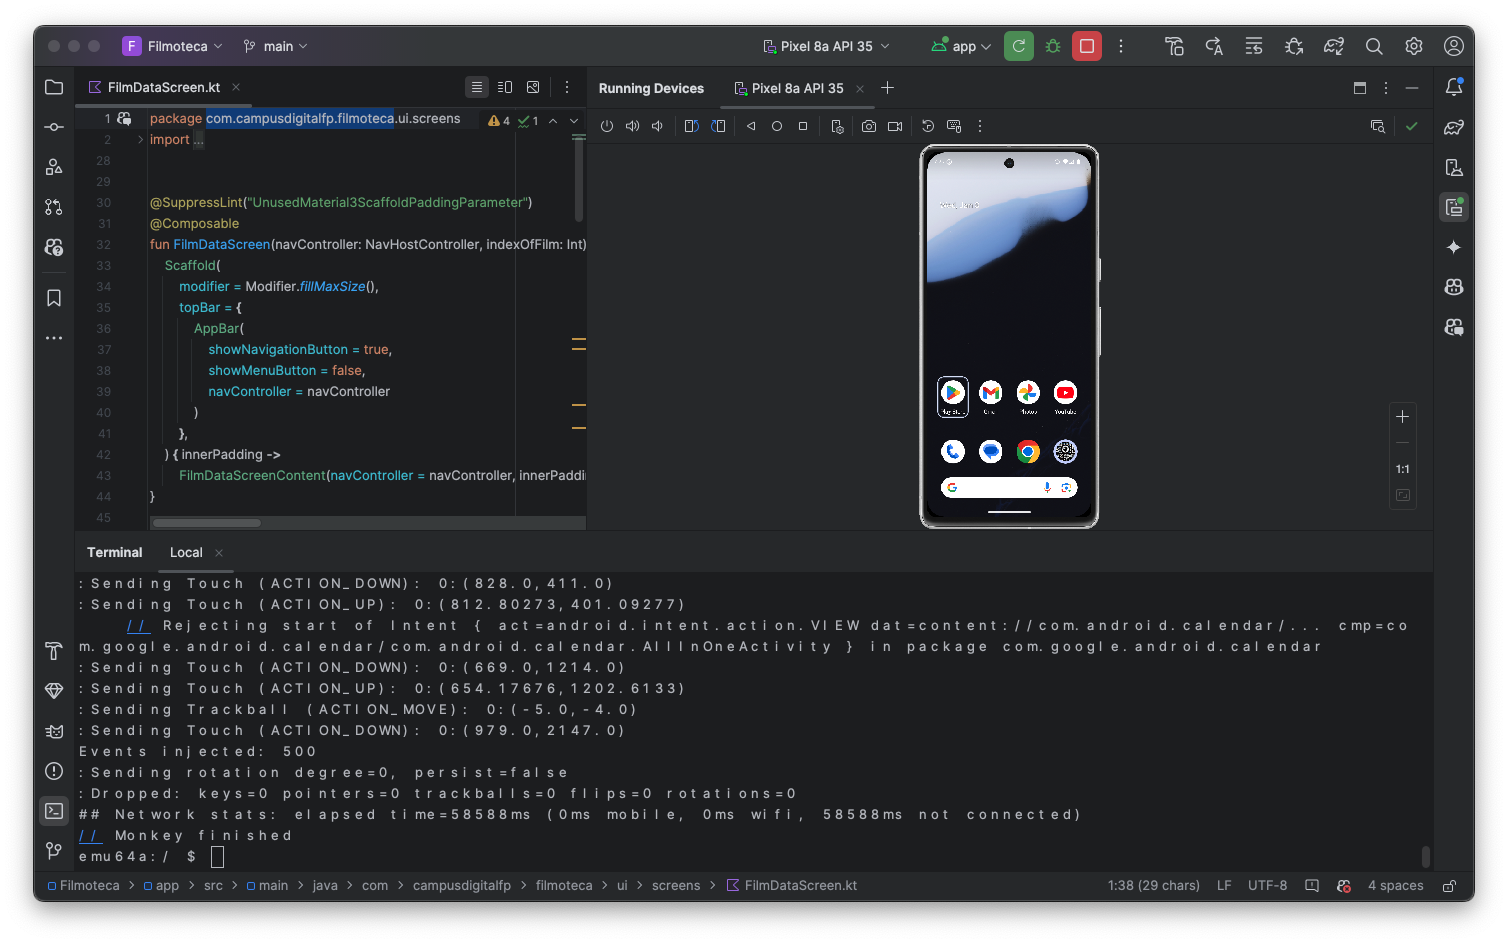 F Filmoteca main Pixel 8a API 35 app
FilmDataScreen.kt
Running Devices Pixel 8a API 35
1 package com.campusdigitalfp.filmoteca.ui.screens 4 1
2 import ...
28
29
30 @SuppressLint("UnusedMaterial3ScaffoldPaddingParameter")
31 @Composable
32 fun FilmDataScreen(navController: NavHostController, indexOfFilm: Int)
33 Scaffold(
34 modifier = Modifier.fillMaxSize(),
35 topBar = {
36 AppBar(
37 showNavigationButton = true,
38 showMenuButton = false,
39 navController = navController
40 )
41 },
42 ) { innerPadding ->
43 FilmDataScreenContent(navController = navController, innerPaddi
44 }
45
Play Store Gmail Photos YouTube
1:1
Terminal Local
: Sending Touch (ACTION_DOWN): 0:(828.0,411.0)
: Sending Touch (ACTION_UP): 0:(812.80273,401.09277)
// Rejecting start of Intent { act=android.intent.action.VIEW dat=content://com.android.calendar/... cmp=co
m.google.android.calendar/com.android.calendar.AllInOneActivity } in package com.google.android.calendar
:Sending Touch (ACTION_DOWN): 0:(669.0,1214.0)
:Sending Touch (ACTION_UP): 0:(654.17676,1202.6133)
:Sending Trackball (ACTION_MOVE): 0:(-5.0,-4.0)
:Sending Touch (ACTION_DOWN): 0:(979.0,2147.0)
Events injected: 500
:Sending rotation degree=0, persist=false
:Dropped: keys=0 pointers=0 trackballs=0 flips=0 rotations=0
## Network stats: elapsed time=58588ms (0ms mobile, 0ms wifi, 58588ms not connected)
// Monkey finished
emu64a:/ $
Filmoteca > app > src > main > java > com > campusdigitalfp > filmoteca > ui > screens > FilmDataScreen.kt 1:38 (29 chars) LF UTF-8 4 spaces